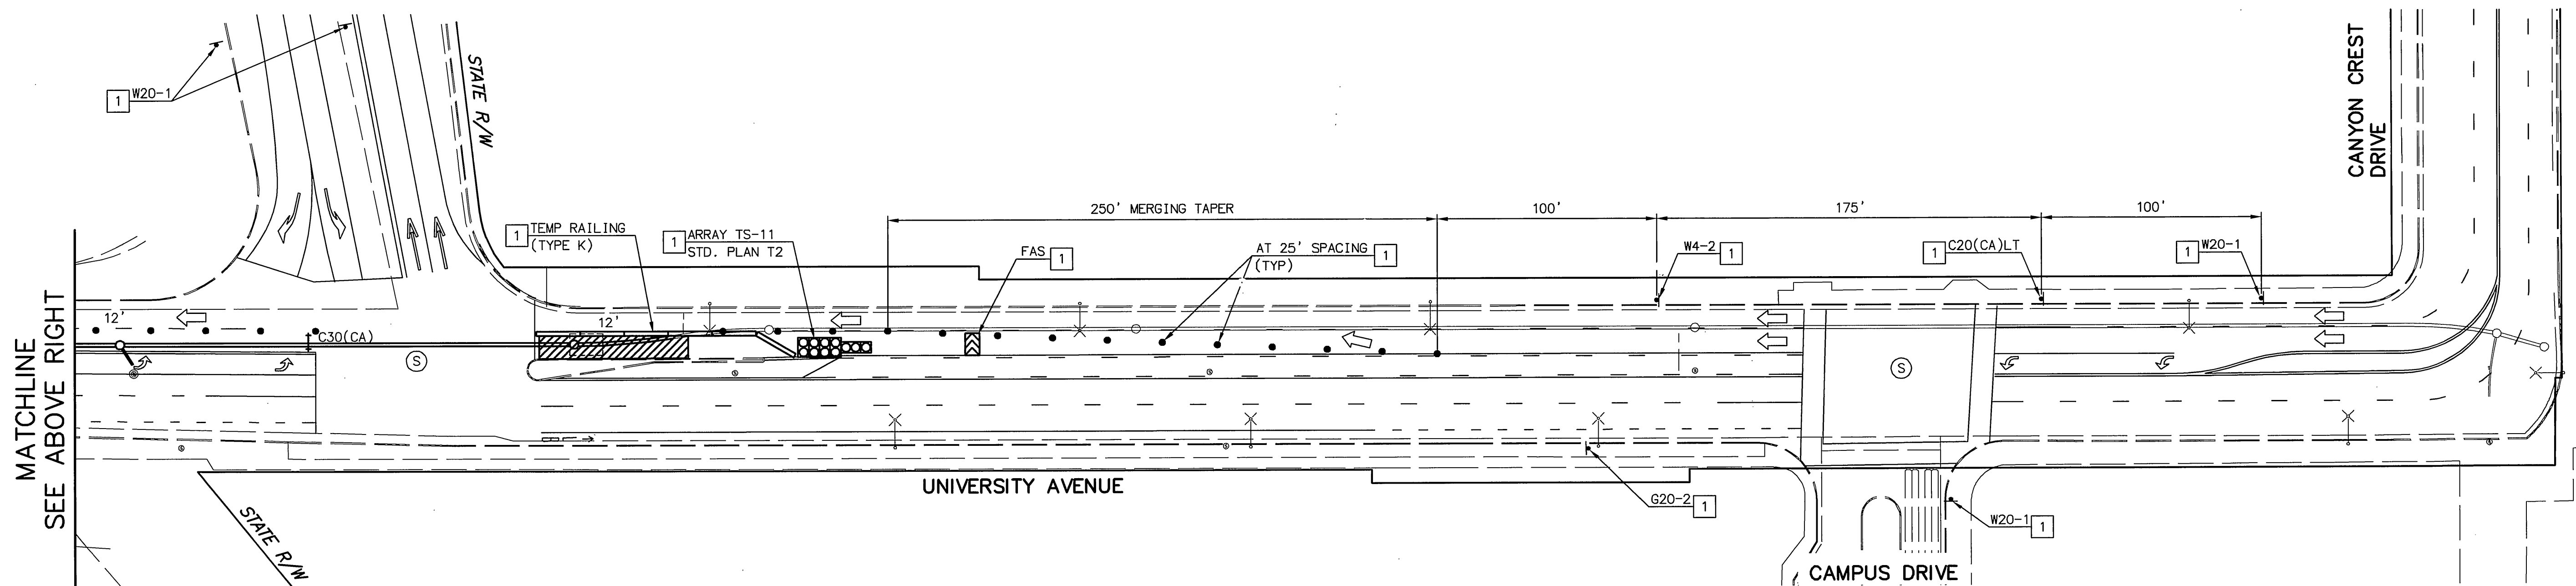 1 W20-1
STATE R/W
CANYON CREST
DRIVE
250' MERGING TAPER
100'
175'
100'
1 TEMP RAILING
(TYPE K)
1 ARRAY TS-11
STD. PLAN T2
FAS 1
AT 25' SPACING 1
(TYP)
W4-2 1
1 C20(CA)LT
1 W20-1
12'
C30(CA)
12'
S
S
MATCHLINE
SEE ABOVE RIGHT
UNIVERSITY AVENUE
STATE R/W
G20-2 1
W20-1 1
CAMPUS DRIVE